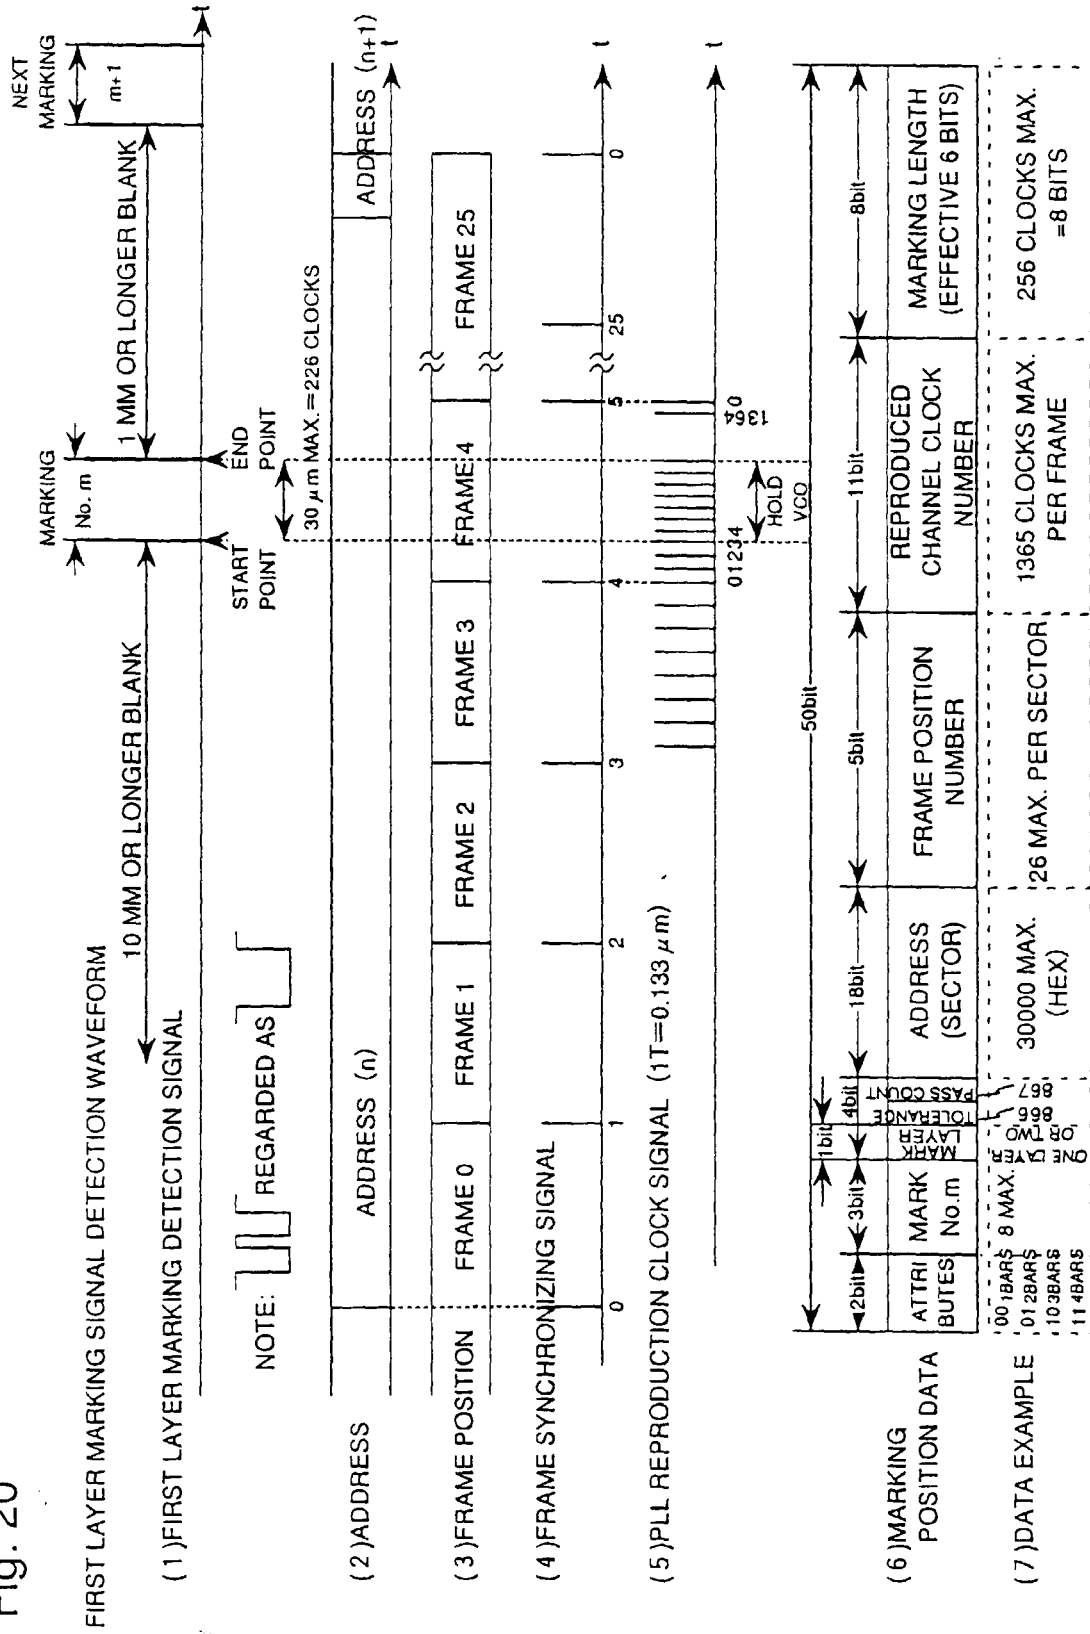 Fig. 20
FIRST LAYER MARKING SIGNAL DETECTION WAVEFORM
MARKING
No. m
NEXT
MARKING
m+1
10 MM OR LONGER BLANK
1 MM OR LONGER BLANK
(1)FIRST LAYER MARKING DETECTION SIGNAL
t
START
POINT
END
POINT
NOTE:
REGARDED AS
30 μm MAX.=226 CLOCKS
(2)ADDRESS
ADDRESS (n)
ADDRESS (n+1)
t
(3)FRAME POSITION
FRAME 0
FRAME 1
FRAME 2
FRAME 3
FRAME 4
FRAME 25
(4)FRAME SYNCHRONIZING SIGNAL
0
1
2
3
4
5
25
0
t
(5)PLL REPRODUCTION CLOCK SIGNAL (1T=0.133 μm)
01234
1364
0
t
HOLD
VCO
50bit
2bit
3bit
1bit
4bit
18bit
5bit
11bit
8bit
(6)MARKING
POSITION DATA
ATTRI
BUTES
MARK
No.m
MARK
LAYER
TOLERANCE
PASS COUNT
ADDRESS
(SECTOR)
FRAME POSITION
NUMBER
REPRODUCED
CHANNEL CLOCK
NUMBER
MARKING LENGTH
(EFFECTIVE 6 BITS)
(7)DATA EXAMPLE
00 1BARS
01 2BARS
10 3BARS
11 4BARS
8 MAX.
ONE LAYER
OR TWO
866
867
30000 MAX.
(HEX)
26 MAX. PER SECTOR
1365 CLOCKS MAX.
PER FRAME
256 CLOCKS MAX.
=8 BITS